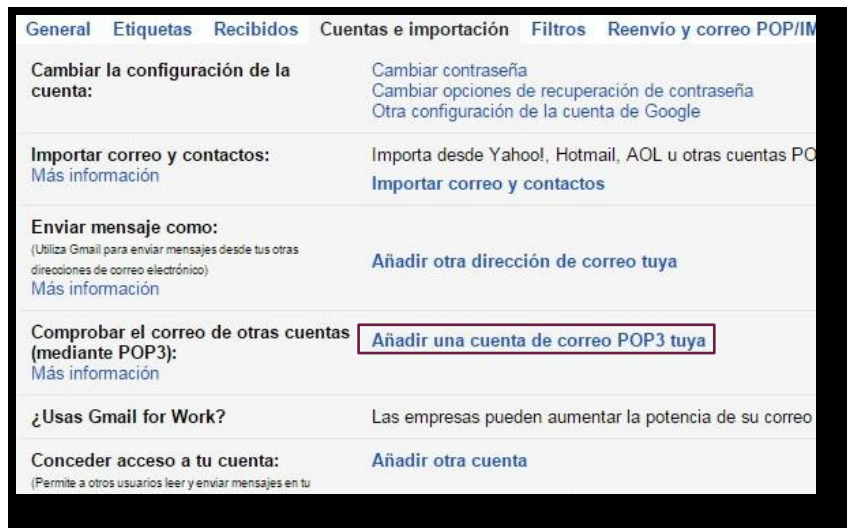 General Etiquetas Recibidos Cuentas e importación Filtros Reenvío y correo POP/IM
Cambiar la configuración de la cuenta:
Cambiar contraseña
Cambiar opciones de recuperación de contraseña
Otra configuración de la cuenta de Google
Importar correo y contactos:
Más información
Importa desde Yahoo!, Hotmail, AOL u otras cuentas PO
Importar correo y contactos
Enviar mensaje como:
(Utiliza Gmail para enviar mensajes desde tus otras
direcciones de correo electrónico)
Más información
Añadir otra dirección de correo tuya
Comprobar el correo de otras cuentas
(mediante POP3):
Más información
Añadir una cuenta de correo POP3 tuya
¿Usas Gmail for Work?
Las empresas pueden aumentar la potencia de su correo
Conceder acceso a tu cuenta:
(Permite a otros usuarios leer y enviar mensajes en tu
Añadir otra cuenta